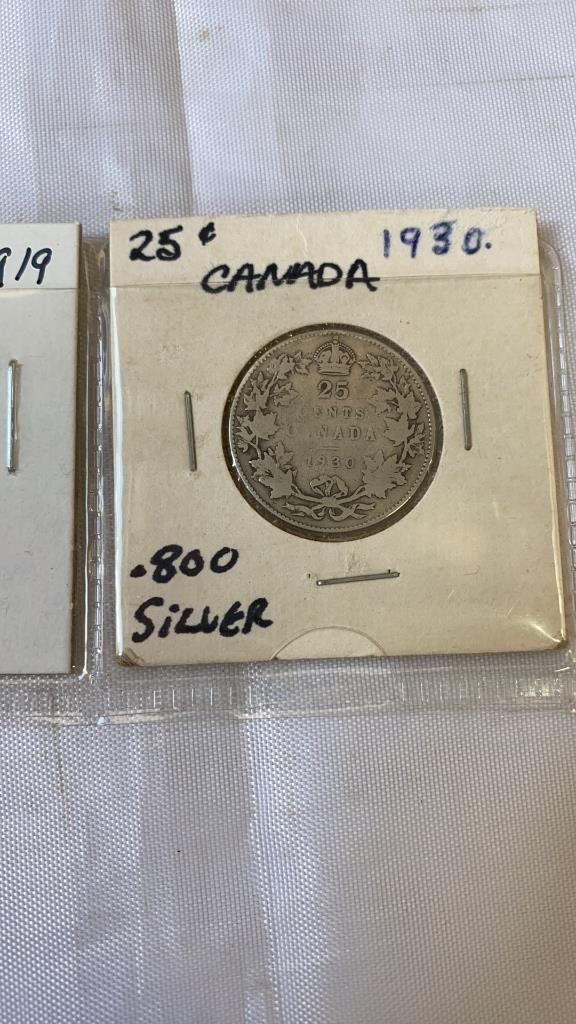 919
25 ¢ 1930.
CANADA
25
CENTS
CANADA
1930
.800
SILVER